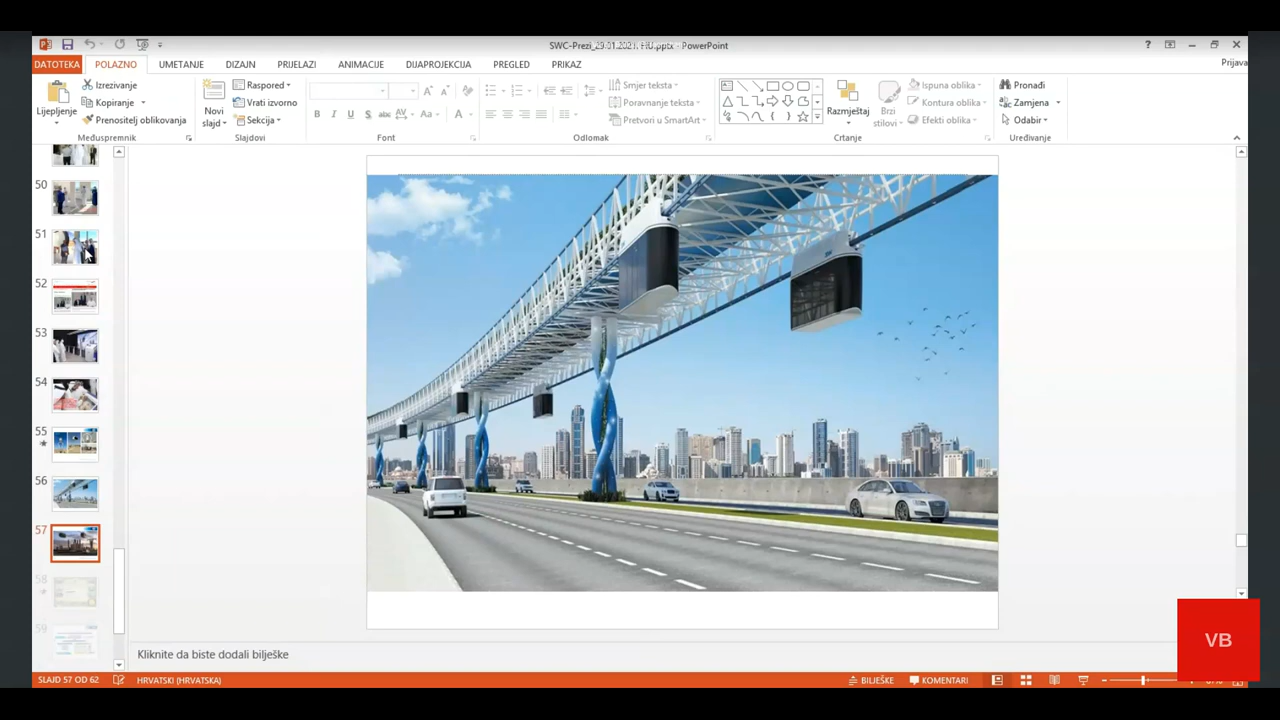 SWC-Prezi_29.01.2021. HU.pptx - PowerPoint
?
Prijava
DATOTEKA POLAZNO UMETANJE DIZAJN PRIJELAZI ANIMACIJE DIJAPROJEKCIJA PREGLED PRIKAZ
Lijepljenje
Izrezivanje
Kopiranje
Prenositelj oblikovanja
Međuspremnik
Novi
slajd
Raspored
Vrati izvorno
Sekcija
Slajdovi
B I U S abc AV Aa A
Font
Smjer teksta
Poravnanje teksta
Pretvori u SmartArt
Odlomak
Razmještaj
Brzi
stilovi
Ispuna oblika
Kontura oblika
Efekti oblika
Crtanje
Pronađi
Zamjena
Odabir
Uređivanje
50
51
52
53
54
55
56
57
58
59
Kliknite da biste dodali bilješke
VB
SLAJD 57 OD 62 HRVATSKI (HRVATSKA) BILJEŠKE KOMENTARI